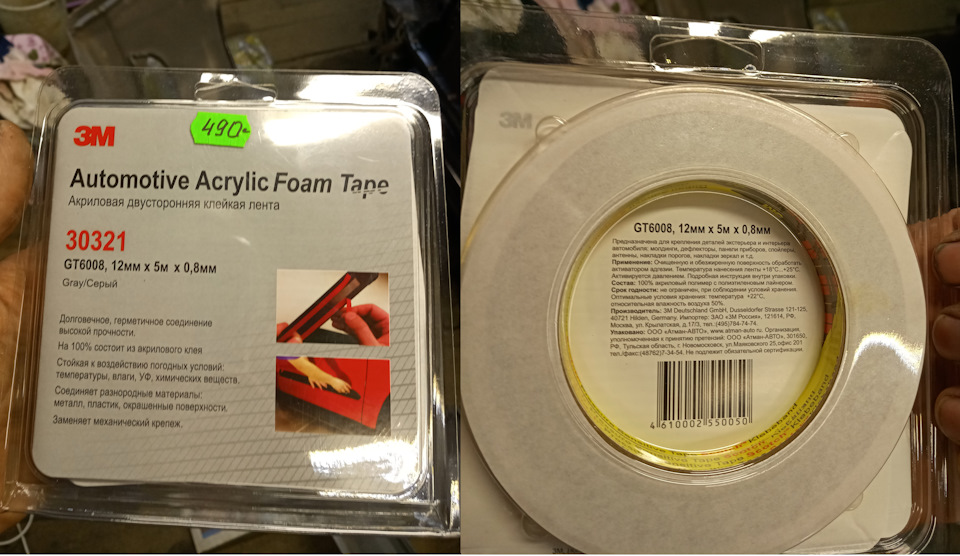 3M
490=
Automotive Acrylic Foam Tape
Акриловая двусторонняя клейкая лента
30321
GT6008, 12мм x 5м x 0,8мм
Gray/Серый
Долговечное, герметичное соединение
высокой прочности.
На 100% состоит из акрилового клея
Стойкая к воздействию погодных условий:
температуры, влаги, УФ, химических веществ.
Соединяет разнородные материалы:
металл, пластик, окрашенные поверхности.
Заменяет механический крепеж.
3M
GT6008, 12мм x 5м x 0,8мм
Предназначена для крепления деталей экстерьера и интерьера
автомобиля: молдинги, дефлекторы, панели приборов, спойлеры,
антенны, накладки порогов, накладки зеркал и т.д.
Применение: Очищенную и обезжиренную поверхность обработать
активатором адгезии. Температура нанесения ленты +18°C...+25°C.
Активируется давлением. Подробная инструкция внутри упаковки.
Состав: 100% акриловый полимер с полиэтиленовым лайнером.
Срок годности: не ограничен, при соблюдении условий хранения.
Оптимальные условия хранения: температура +22°C,
относительная влажность воздуха 50%.
Производитель: 3M Deutschland GmbH, Dusseldorfer Strasse 121-125,
40721 Hilden, Germany. Импортер: ЗАО «3М Россия», 121614, РФ,
Москва, ул. Крылатская, д.17/3, тел.:(495)784-74-74.
Упаковано: ООО «Атман-АВТО», www.atman-auto.ru. Организация,
уполномоченная к принятию претензий: ООО «Атман-АВТО», 301650,
РФ, Тульская область, г. Новомосковск, ул.Маяковского 25,офис 201
тел./факс:(48762)7-34-54. Не подлежит обязательной сертификации.
4 610002 550050